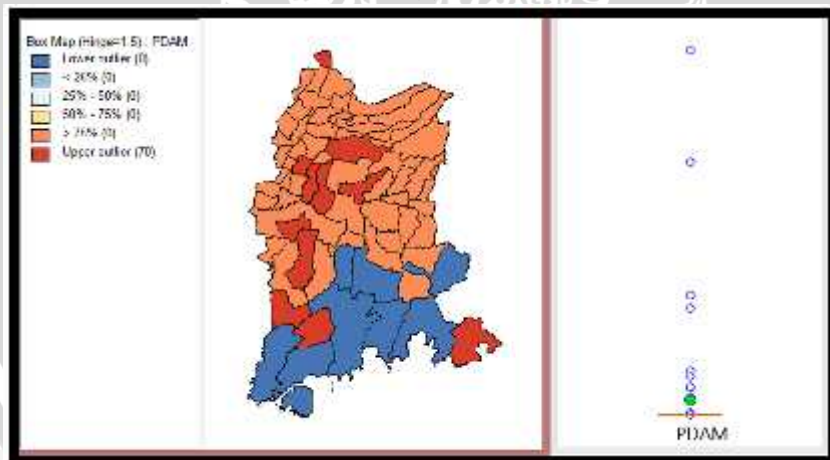 Box Map (Hinge=1.5) : PDAM
Lower outlier (0)
< 25% (0)
25% - 50% (0)
50% - 75% (0)
> 75% (0)
Upper outlier (70)
PDAM